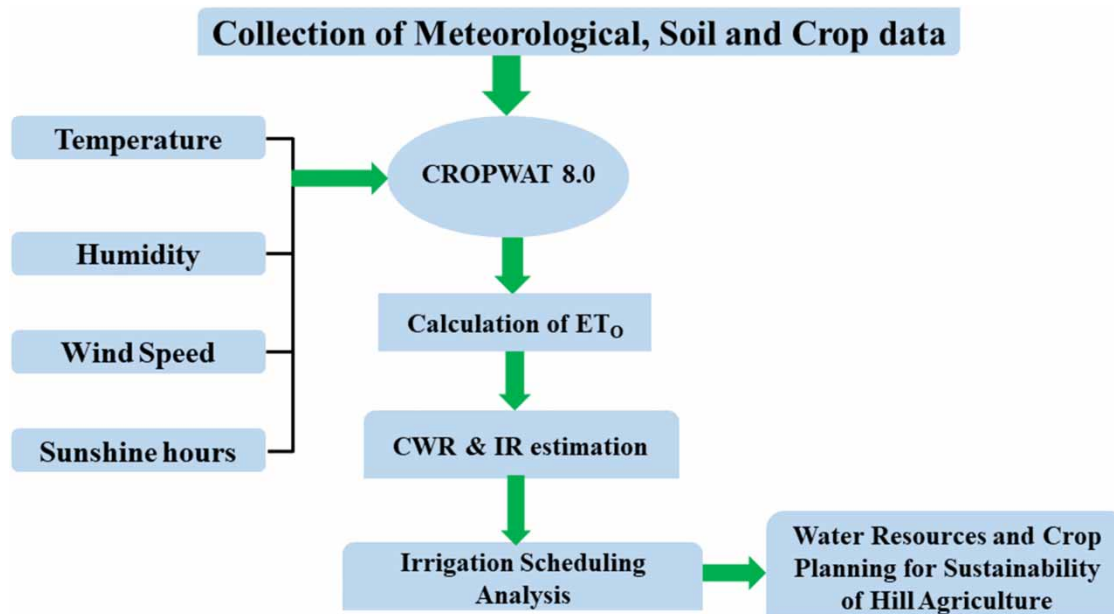 Collection of Meteorological, Soil and Crop data
Temperature
CROPWAT 8.0
Humidity
Calculation of ET₀
Wind Speed
CWR & IR estimation
Sunshine hours
Irrigation Scheduling
Analysis
Water Resources and Crop
Planning for Sustainability
of Hill Agriculture